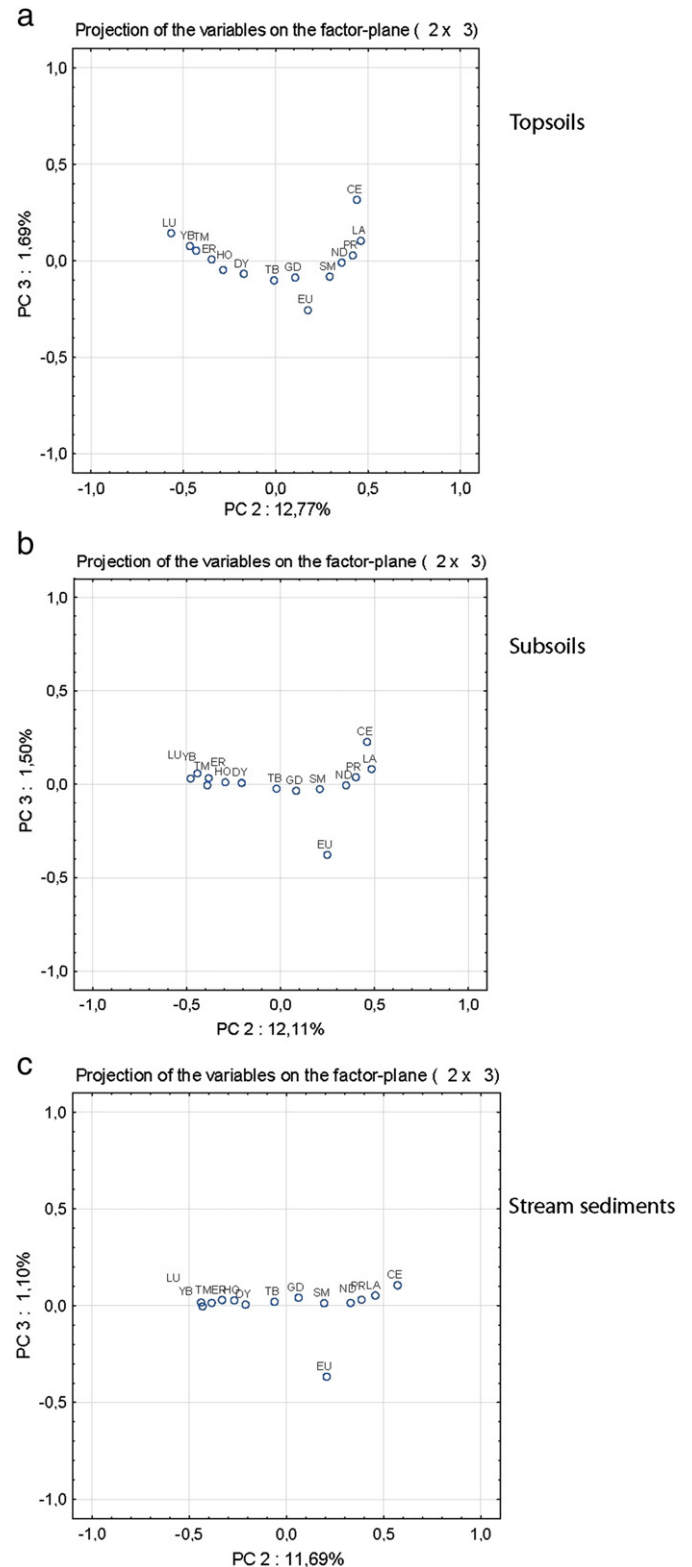 a
Projection of the variables on the factor-plane ( 2 x 3)
Topsoils
1,0
0,5
CE
LU
LA
YB TM
PR
ER
ND
HO
DY
TB GD
SM
0,0
EU
-0,5
-1,0
PC 3 : 1,69%
-1,0 -0,5 0,0 0,5 1,0
PC 2 : 12,77%
b
Projection of the variables on the factor-plane ( 2 x 3)
Subsoils
1,0
0,5
CE
LU YB
ER
LA
TM
PR
HO DY
TB GD SM
ND
0,0
EU
-0,5
-1,0
PC 3 : 1,50%
-1,0 -0,5 0,0 0,5 1,0
PC 2 : 12,11%
c
Projection of the variables on the factor-plane ( 2 x 3)
Stream sediments
1,0
0,5
CE
LU
YB TM ER HO DY TB GD SM ND PR LA
0,0
EU
-0,5
-1,0
PC 3 : 1,10%
-1,0 -0,5 0,0 0,5 1,0
PC 2 : 11,69%